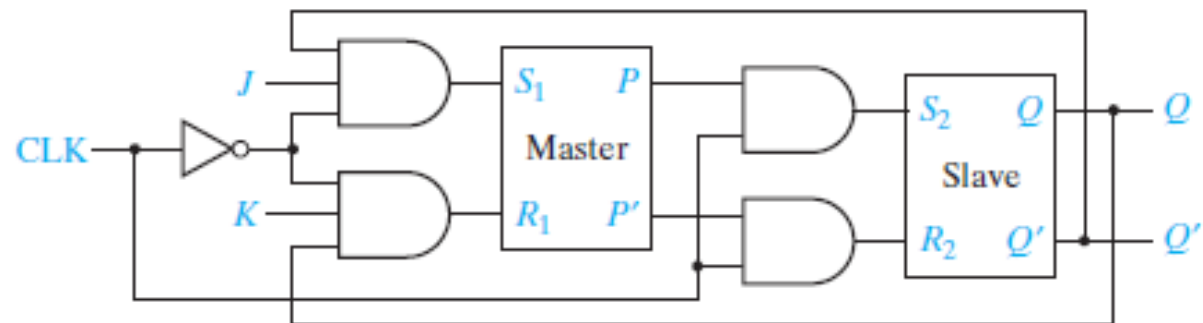 J S₁ P S₂ Q Q
CLK Master Slave
K R₁ P' R₂ Q' Q'